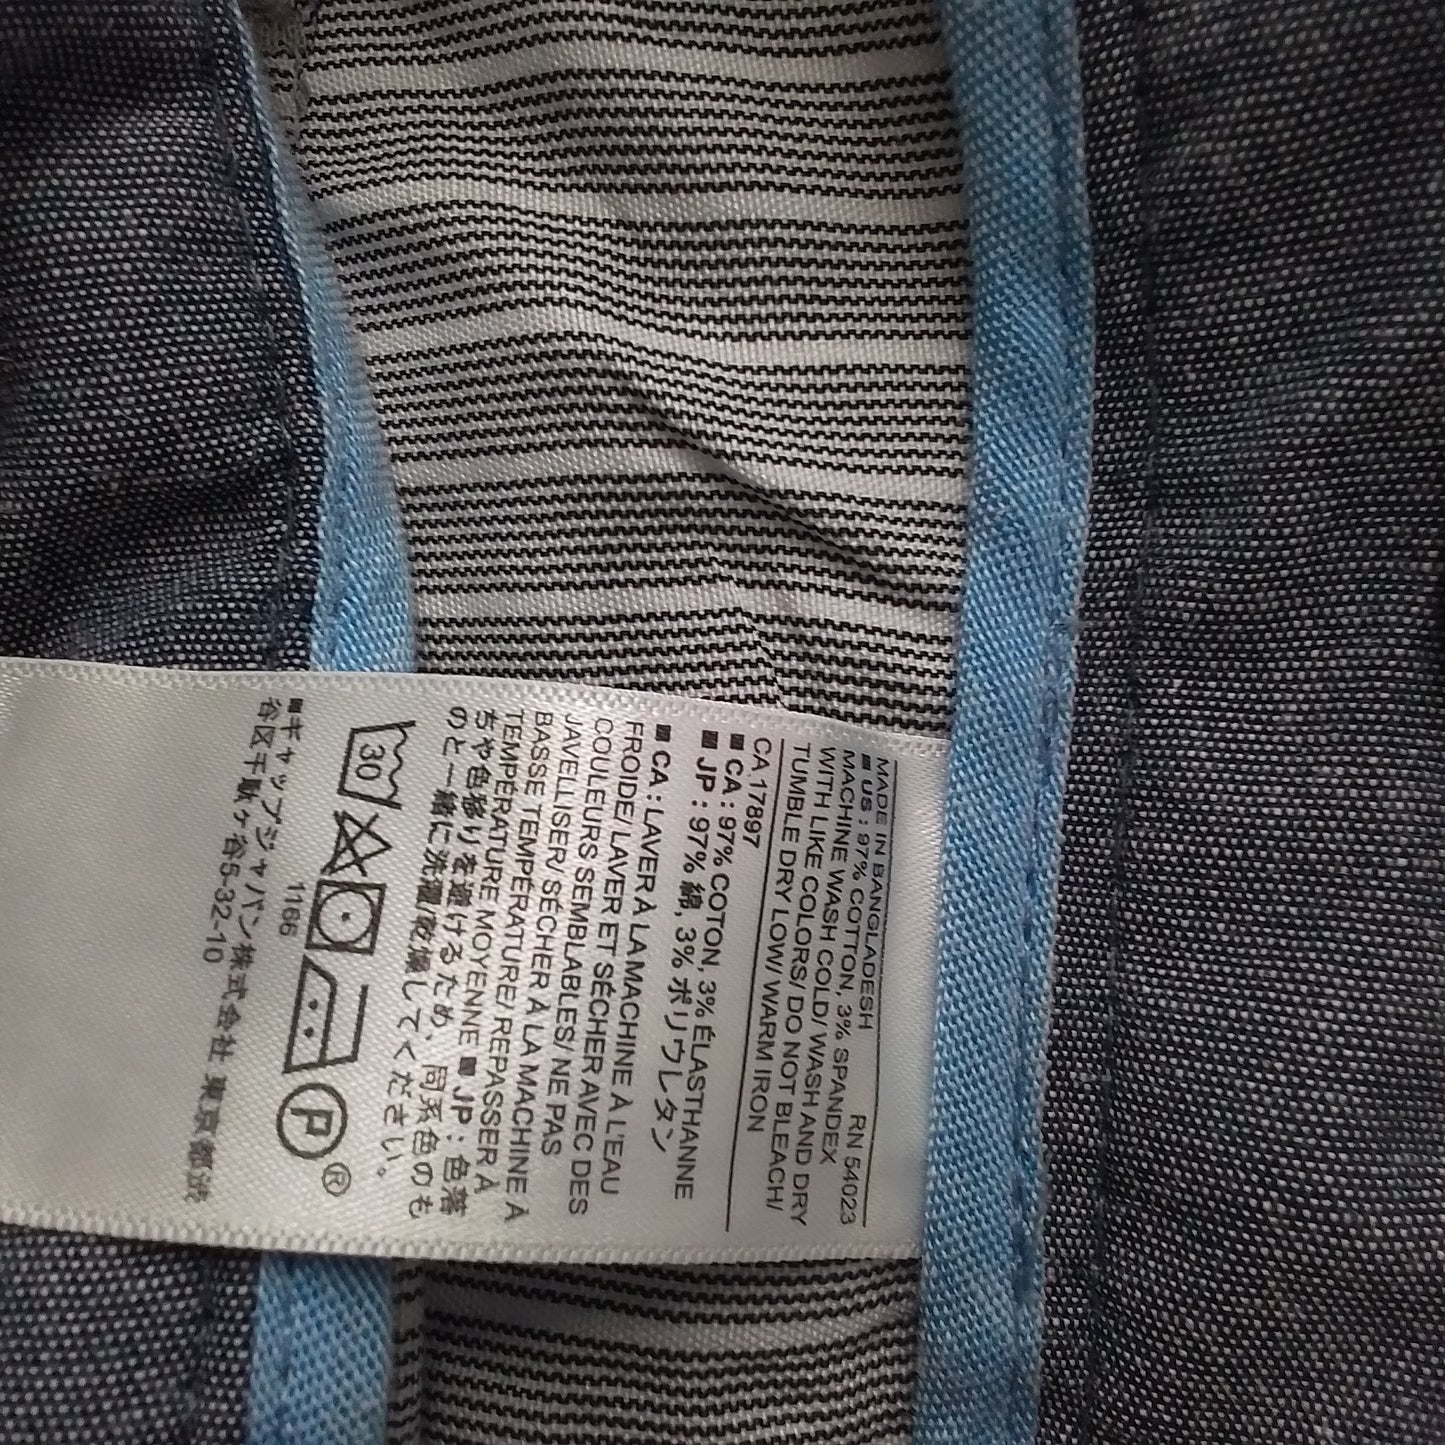 MADE IN BANGLADESH RN 54023
■ US : 97% COTTON, 3% SPANDEX
MACHINE WASH COLD/ WASH AND DRY
WITH LIKE COLORS/ DO NOT BLEACH/
TUMBLE DRY LOW/ WARM IRON
CA 17897
■ CA : 97% COTON, 3% ÉLASTHANNE
■ JP : 97% 綿, 3% ポリウレタン
■ CA : LAVER À LA MACHINE À L'EAU
FROIDE/ LAVER ET SÉCHER AVEC DES
COULEURS SEMBLABLES/ NE PAS
JAVELLISER/ SÉCHER À LA MACHINE À
BASSE TEMPÉRATURE/ REPASSER À
TEMPÉRATURE MOYENNE ■ JP : 色落
ちや色移りを避けるため、同系色のも
のと一緒に洗濯/乾燥してください。
30 P ®
1166
■ギャップジャパン株式会社 東京都渋
谷区千駄ヶ谷5-32-10